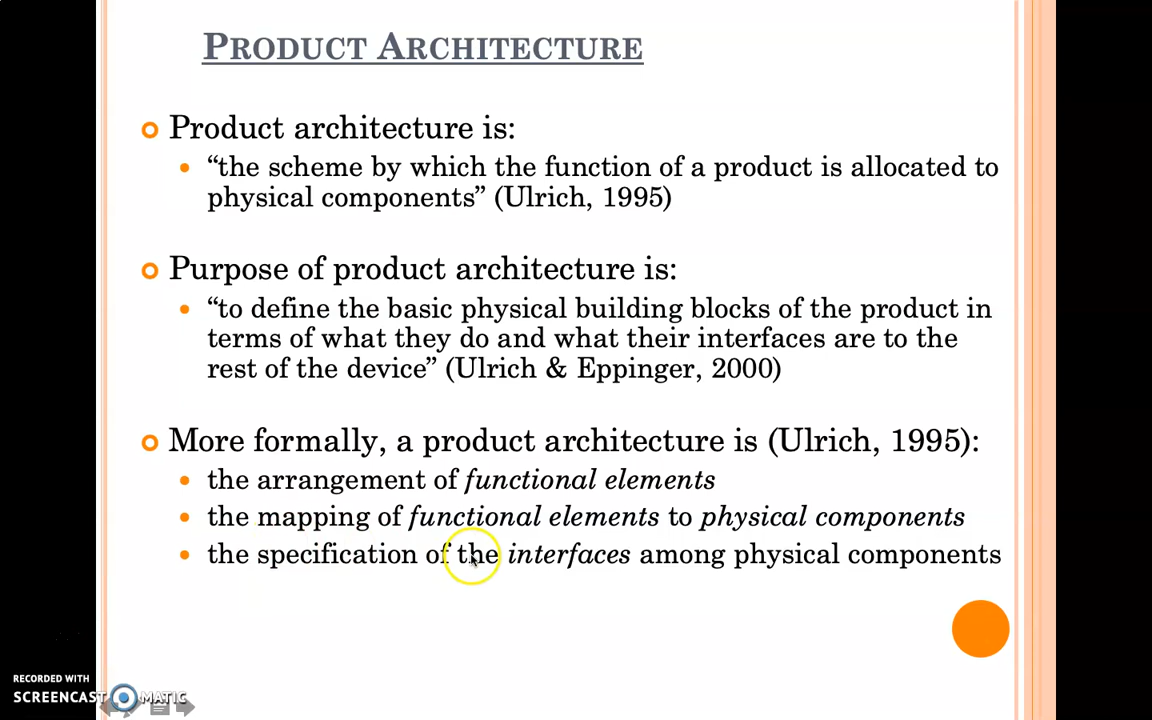 PRODUCT ARCHITECTURE
Product architecture is:
“the scheme by which the function of a product is allocated to
physical components” (Ulrich, 1995)
Purpose of product architecture is:
“to define the basic physical building blocks of the product in
terms of what they do and what their interfaces are to the
rest of the device” (Ulrich & Eppinger, 2000)
More formally, a product architecture is (Ulrich, 1995):
the arrangement of functional elements
the mapping of functional elements to physical components
the specification of the interfaces among physical components
RECORDED WITH
SCREENCAST MATIC